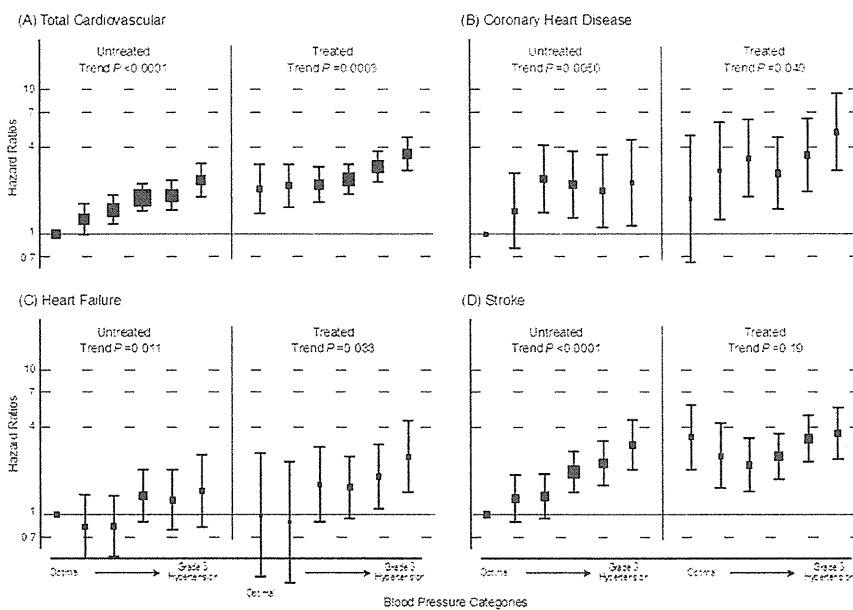 (A) Total Cardiovascular
Untreated
Trend P <0.0001
Treated
Trend P =0.0003
Hazard Ratios
10
7
4
1
0.7
(B) Coronary Heart Disease
Untreated
Trend P =0.0050
Treated
Trend P =0.040
(C) Heart Failure
Untreated
Trend P =0.011
Treated
Trend P =0.033
Hazard Ratios
10
7
4
1
0.7
Optimal
Grade 3
Hypertension
Optimal
Grade 3
Hypertension
(D) Stroke
Untreated
Trend P <0.0001
Treated
Trend P =0.19
Optimal
Grade 3
Hypertension
Optimal
Grade 3
Hypertension
Blood Pressure Categories